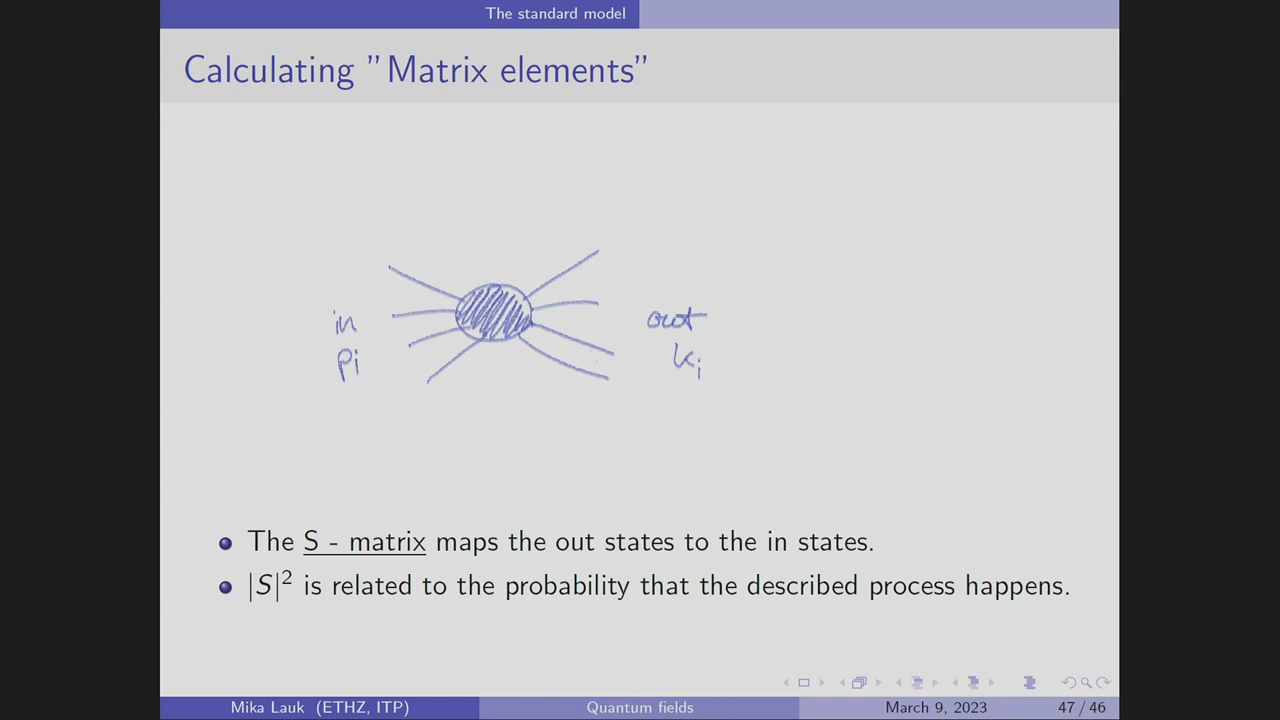 The standard model
Calculating ”Matrix elements”
in
pi
out
ki
The S - matrix maps the out states to the in states.
|S|² is related to the probability that the described process happens.
Mika Lauk (ETHZ, ITP)
Quantum fields
March 9, 2023
47 / 46